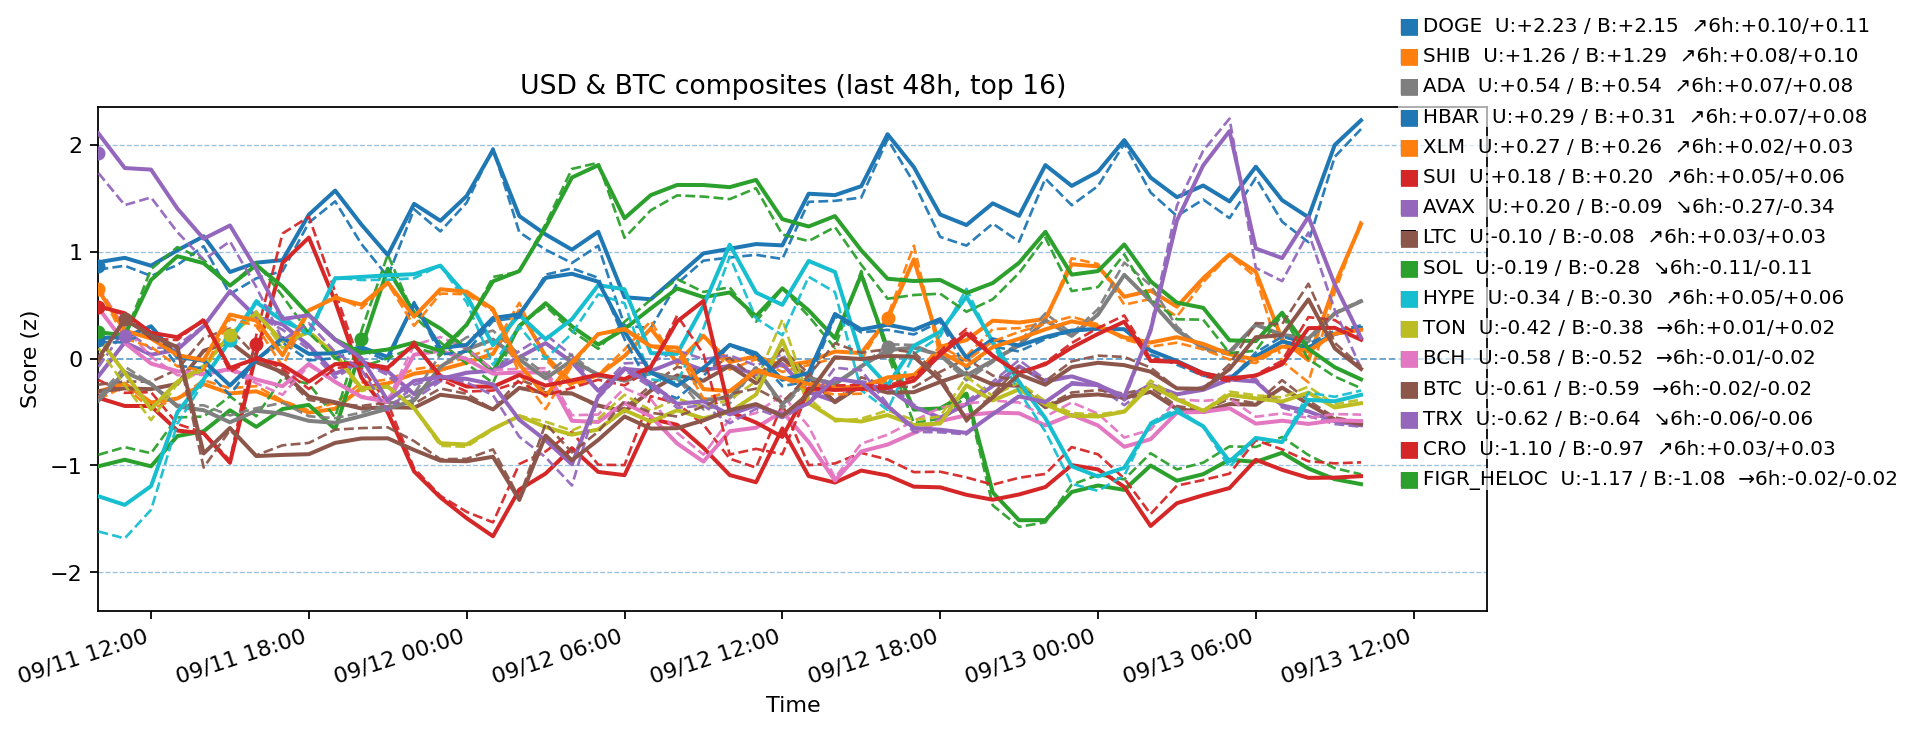 USD & BTC composites (last 48h, top 16)
DOGE  U:+2.23 / B:+2.15  ↗6h:+0.10/+0.11
SHIB  U:+1.26 / B:+1.29  ↗6h:+0.08/+0.10
ADA  U:+0.54 / B:+0.54  ↗6h:+0.07/+0.08
HBAR  U:+0.29 / B:+0.31  ↗6h:+0.07/+0.08
XLM  U:+0.27 / B:+0.26  ↗6h:+0.02/+0.03
SUI  U:+0.18 / B:+0.20  ↗6h:+0.05/+0.06
AVAX  U:+0.20 / B:-0.09  ↘6h:-0.27/-0.34
LTC  U:-0.10 / B:-0.08  ↗6h:+0.03/+0.03
SOL  U:-0.19 / B:-0.28  ↘6h:-0.11/-0.11
HYPE  U:-0.34 / B:-0.30  ↗6h:+0.05/+0.06
TON  U:-0.42 / B:-0.38  →6h:+0.01/+0.02
BCH  U:-0.58 / B:-0.52  →6h:-0.01/-0.02
BTC  U:-0.61 / B:-0.59  →6h:-0.02/-0.02
TRX  U:-0.62 / B:-0.64  ↘6h:-0.06/-0.06
CRO  U:-1.10 / B:-0.97  ↗6h:+0.03/+0.03
FIGR_HELOC  U:-1.17 / B:-1.08  →6h:-0.02/-0.02
Score (z)
2
1
0
−1
−2
09/11 12:00
09/11 18:00
09/12 00:00
09/12 06:00
09/12 12:00
09/12 18:00
09/13 00:00
09/13 06:00
09/13 12:00
Time